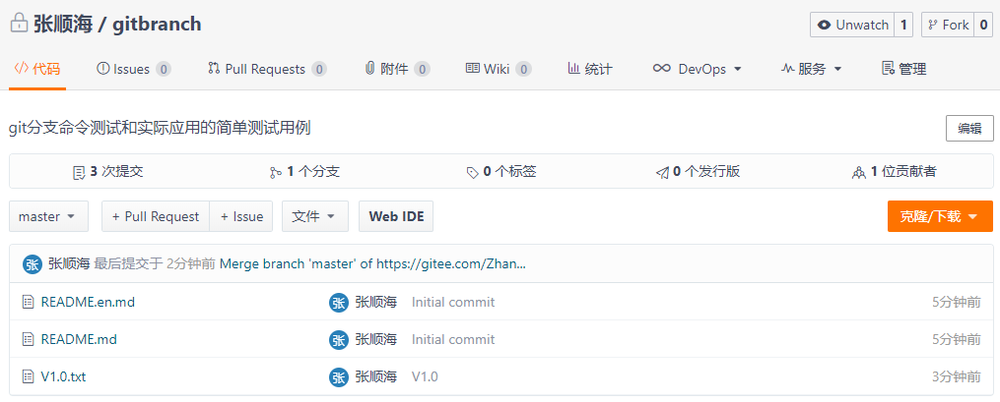 张顺海 / gitbranch Unwatch 1 Fork 0
代码 Issues 0 Pull Requests 0 附件 0 Wiki 0 统计 DevOps 服务 管理
git分支命令测试和实际应用的简单测试用例 编辑
3 次提交 1 个分支 0 个标签 0 个发行版 1 位贡献者
master + Pull Request + Issue 文件 Web IDE 克隆/下载
张 张顺海 最后提交于 2分钟前 Merge branch 'master' of https://gitee.com/Zhan...
README.en.md 张 张顺海 Initial commit 5分钟前
README.md 张 张顺海 Initial commit 5分钟前
V1.0.txt 张 张顺海 V1.0 3分钟前